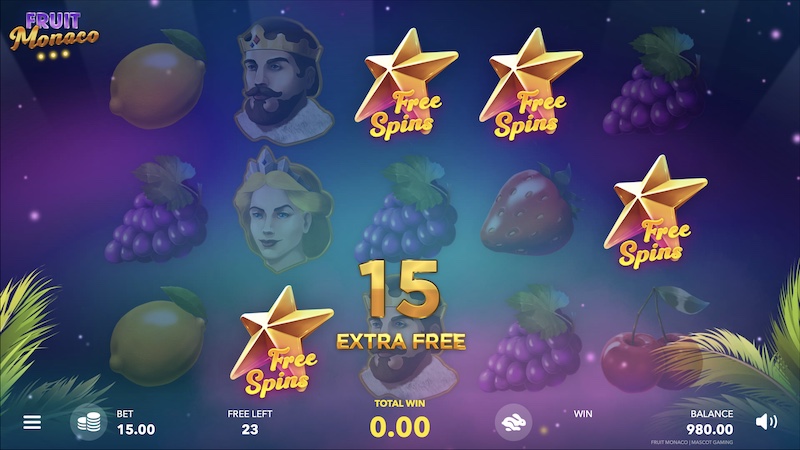 FRUIT
Monaco
Free
Spins
Free
Spins
Free
Spins
15
EXTRA FREE
Free
Spins
BET
15.00
FREE LEFT
23
TOTAL WIN
0.00
WIN
BALANCE
980.00
FRUIT MONACO | MASCOT GAMING